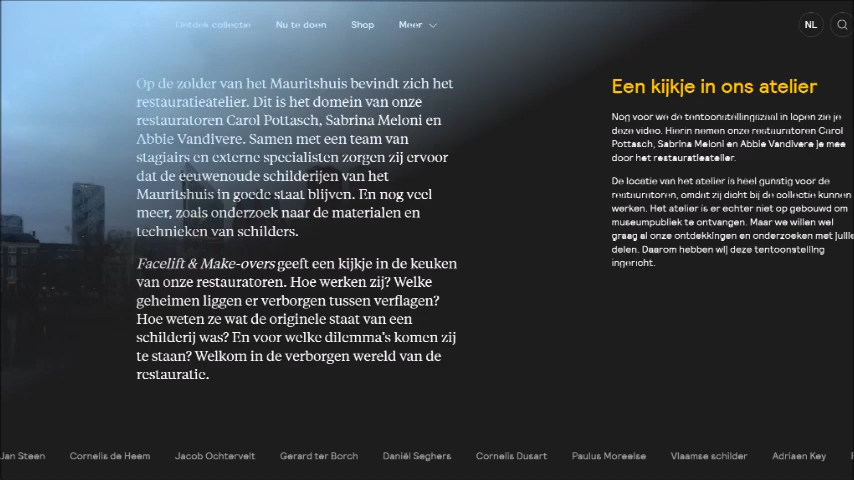 Ontdek collectie
Nu te doen
Shop
Meer
NL
Op de zolder van het Mauritshuis bevindt zich het
restauratieatelier. Dit is het domein van onze
restauratoren Carol Pottasch, Sabrina Meloni en
Abbie Vandivere. Samen met een team van
stagiairs en externe specialisten zorgen zij ervoor
dat de eeuwenoude schilderijen van het
Mauritshuis in goede staat blijven. En nog veel
meer, zoals onderzoek naar de materialen en
technieken van schilders.
Facelift & Make-overs geeft een kijkje in de keuken
van onze restauratoren. Hoe werken zij? Welke
geheimen liggen er verborgen tussen verflagen?
Hoe weten ze wat de originele staat van een
schilderij was? En voor welke dilemma's komen zij
te staan? Welkom in de verborgen wereld van de
restauratie.
Een kijkje in ons atelier
Nog voor we de tentoonstellingszaal in lopen zie je
deze video. Hierin nemen onze restauratoren Carol
Pottasch, Sabrina Meloni en Abbie Vandivere je mee
door het restauratieatelier.
De locatie van het atelier is heel gunstig voor de
restauratoren, omdat zij dicht bij de collectie kunnen
werken. Het atelier is er echter niet op gebouwd om
museumpubliek te ontvangen. Maar we willen wel
graag al onze ontdekkingen en onderzoeken met jullie
delen. Daarom hebben wij deze tentoonstelling
ingericht.
Jan Steen
Cornelis de Heem
Jacob Ochtervelt
Gerard ter Borch
Daniël Seghers
Cornelis Dusart
Paulus Moreelse
Vlaamse schilder
Adriaen Key